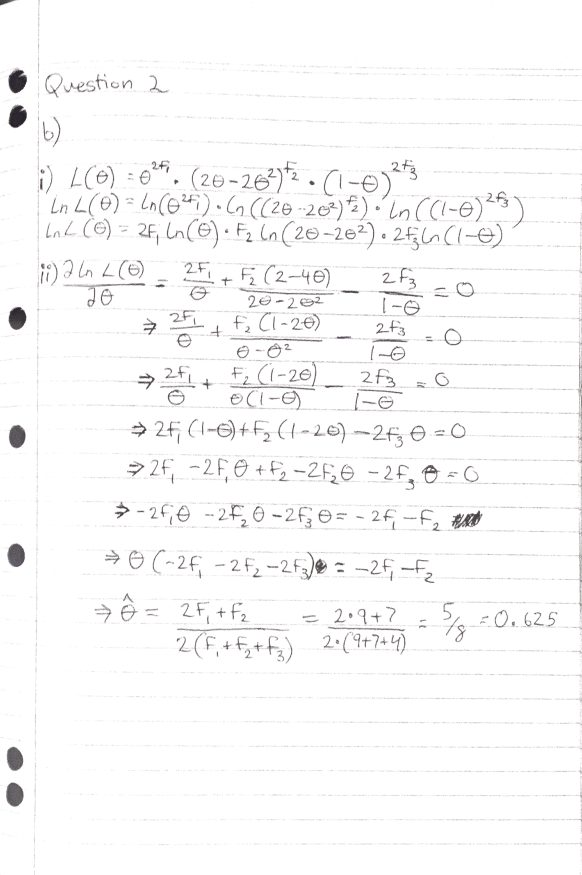 Question 2
b)
i) L(θ) = θ^{2f₁} · (2θ-2θ²)^{f₂} · (1-θ)^{2f₃}
Ln L(θ) = Ln(θ^{2f₁}) · Ln((2θ-2θ²)^{f₂}) · Ln((1-θ)^{2f₃})
Ln L(θ) = 2f₁ Ln(θ) · f₂ Ln(2θ-2θ²) · 2f₃ Ln(1-θ)
ii) ∂ Ln L(θ)/∂θ = 2f₁/θ + f₂(2-4θ)/(2θ-2θ²) - 2f₃/(1-θ) = 0
⇒ 2f₁/θ + f₂(1-2θ)/(θ-θ²) - 2f₃/(1-θ) = 0
⇒ 2f₁/θ + f₂(1-2θ)/(θ(1-θ)) - 2f₃/(1-θ) = 0
⇒ 2f₁(1-θ)+f₂(1-2θ)-2f₃θ = 0
⇒ 2f₁ -2f₁θ +f₂ -2f₂θ -2f₃θ = 0
⇒ -2f₁θ -2f₂θ -2f₃θ = -2f₁ -f₂
⇒ θ(-2f₁ -2f₂ -2f₃) = -2f₁ -f₂
⇒ θ̂ = (2f₁+f₂)/(2(f₁+f₂+f₃)) = (2·9+7)/(2·(9+7+4)) = 5/8 = 0.625